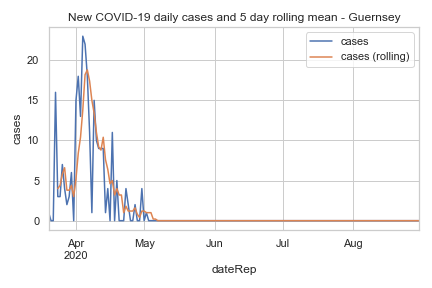 New COVID-19 daily cases and 5 day rolling mean - Guernsey
cases
cases (rolling)
20
15
10
5
0
cases
Apr
2020
May
Jun
Jul
Aug
dateRep